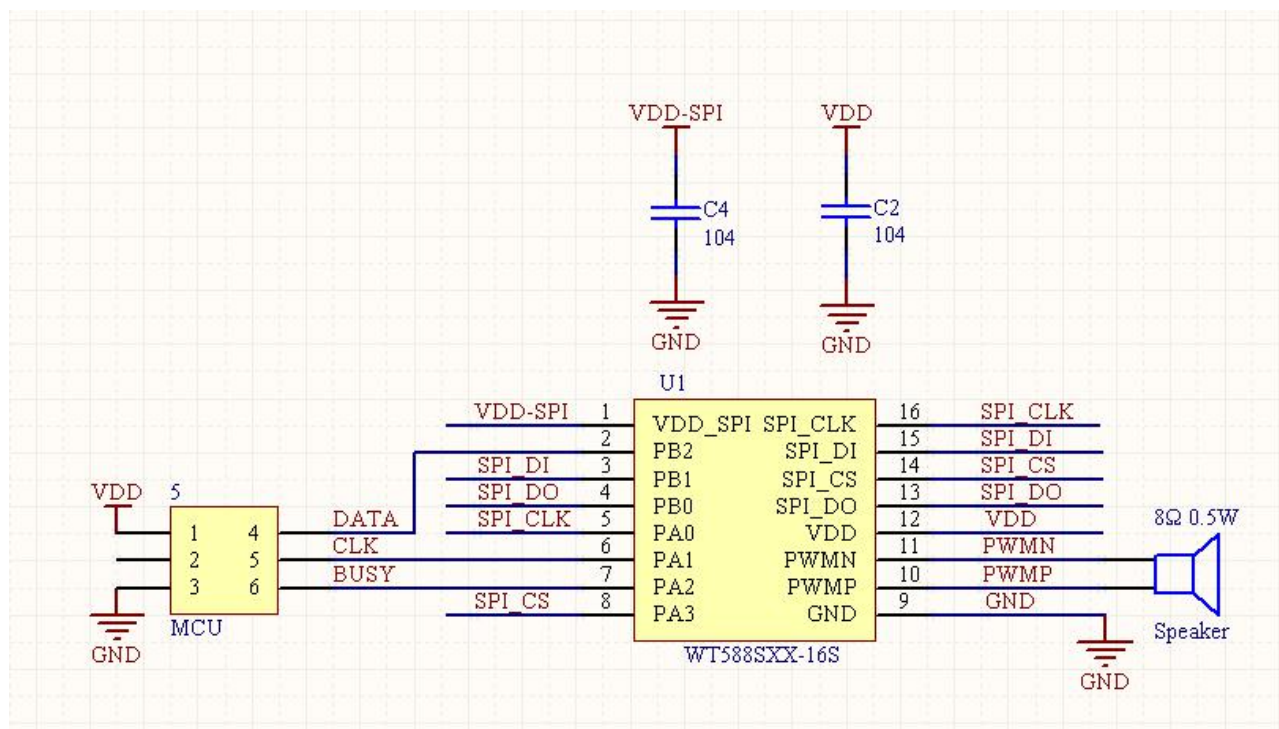 VDD-SPI VDD
C4 C2
104 104
GND GND
U1
VDD-SPI 1 VDD_SPI SPI_CLK 16 SPI_CLK
2 PB2 SPI_DI 15 SPI_DI
SPI_DI 3 PB1 SPI_CS 14 SPI_CS
SPI_DO 4 PB0 SPI_DO 13 SPI_DO
SPI_CLK 5 PA0 VDD 12 VDD
6 PA1 PWMN 11 PWMN
7 PA2 PWMP 10 PWMP
SPI_CS 8 PA3 GND 9 GND
WT588SXX-16S
VDD 5
1 4 DATA
2 5 CLK
3 6 BUSY
MCU
GND
8Ω 0.5W
Speaker
GND